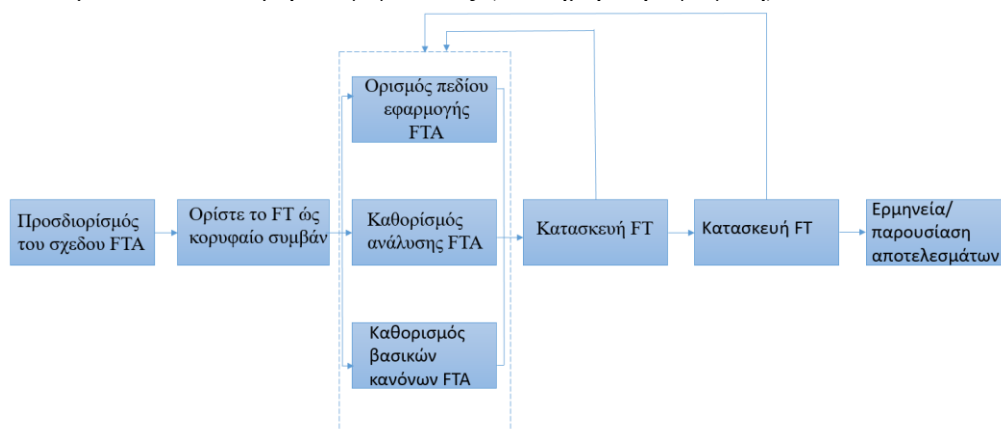 Ορισμός πεδίου
εφαρμογής
FTA
Προσδιορισμός
του σχεδου FTA
Ορίστε το FT ώς
κορυφαίο συμβάν
Καθορίσμός
ανάλυσης FTA
Κατασκευή FT
Κατασκευή FT
Ερμηνεία/
παρουσίαση
αποτελεσμάτων
Καθορισμός
βασικών
κανόνων FTA